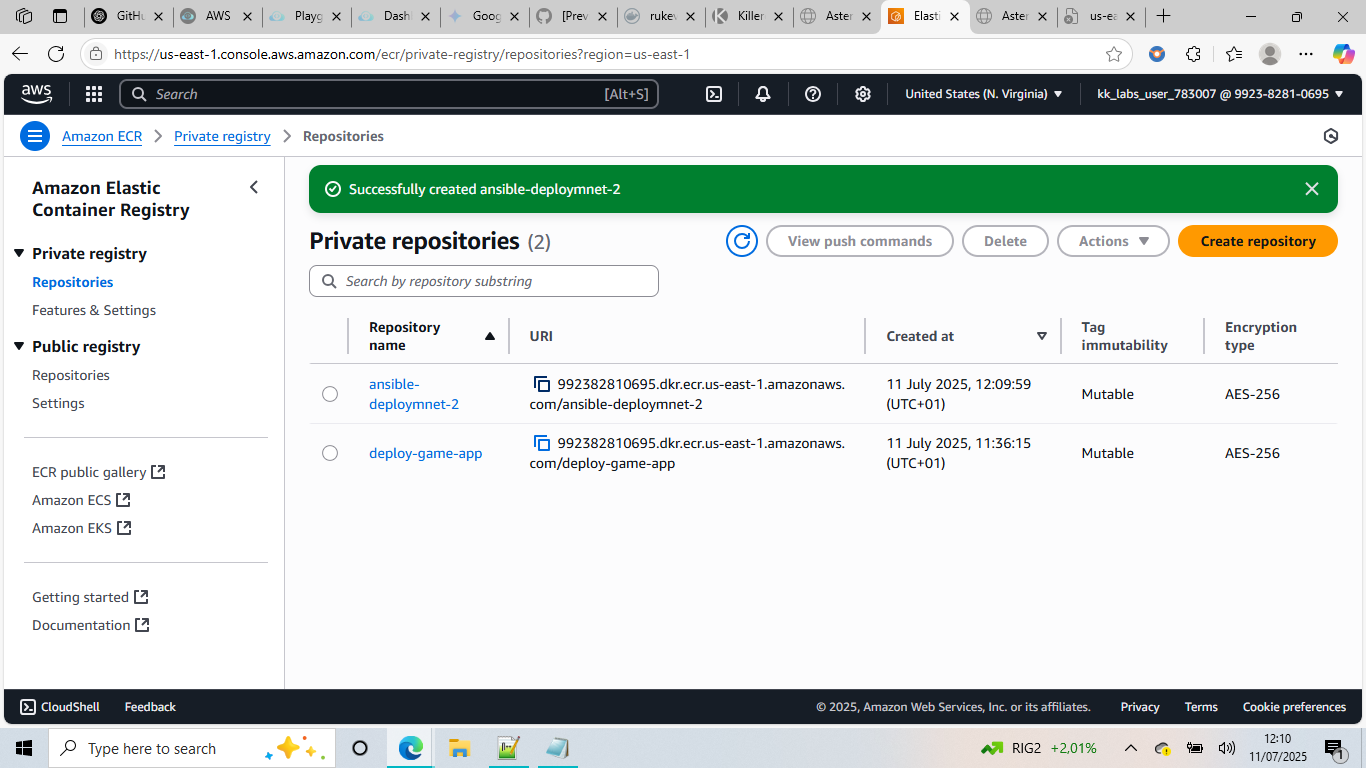 GitHu
AWS
Playg
Dash
Goog
[Prev
rukev
Killer
Aster
Elasti
Aster
us-ea
https://us-east-1.console.aws.amazon.com/ecr/private-registry/repositories?region=us-east-1
aws
Search
[Alt+S]
United States (N. Virginia)
kk_labs_user_783007 @ 9923-8281-0695
Amazon ECR
Private registry
Repositories
Amazon Elastic
Container Registry
Private registry
Repositories
Features & Settings
Public registry
Repositories
Settings
ECR public gallery
Amazon ECS
Amazon EKS
Getting started
Documentation
Successfully created ansible-deploymnet-2
Private repositories (2)
View push commands
Delete
Actions
Create repository
Search by repository substring
Repository
name
URI
Created at
Tag
immutability
Encryption
type
ansible-
deploymnet-2
992382810695.dkr.ecr.us-east-1.amazonaws.
com/ansible-deploymnet-2
11 July 2025, 12:09:59
(UTC+01)
Mutable
AES-256
deploy-game-app
992382810695.dkr.ecr.us-east-1.amazonaws.
com/deploy-game-app
11 July 2025, 11:36:15
(UTC+01)
Mutable
AES-256
CloudShell
Feedback
© 2025, Amazon Web Services, Inc. or its affiliates.
Privacy
Terms
Cookie preferences
Type here to search
RIG2 +2,01%
12:10
11/07/2025
1